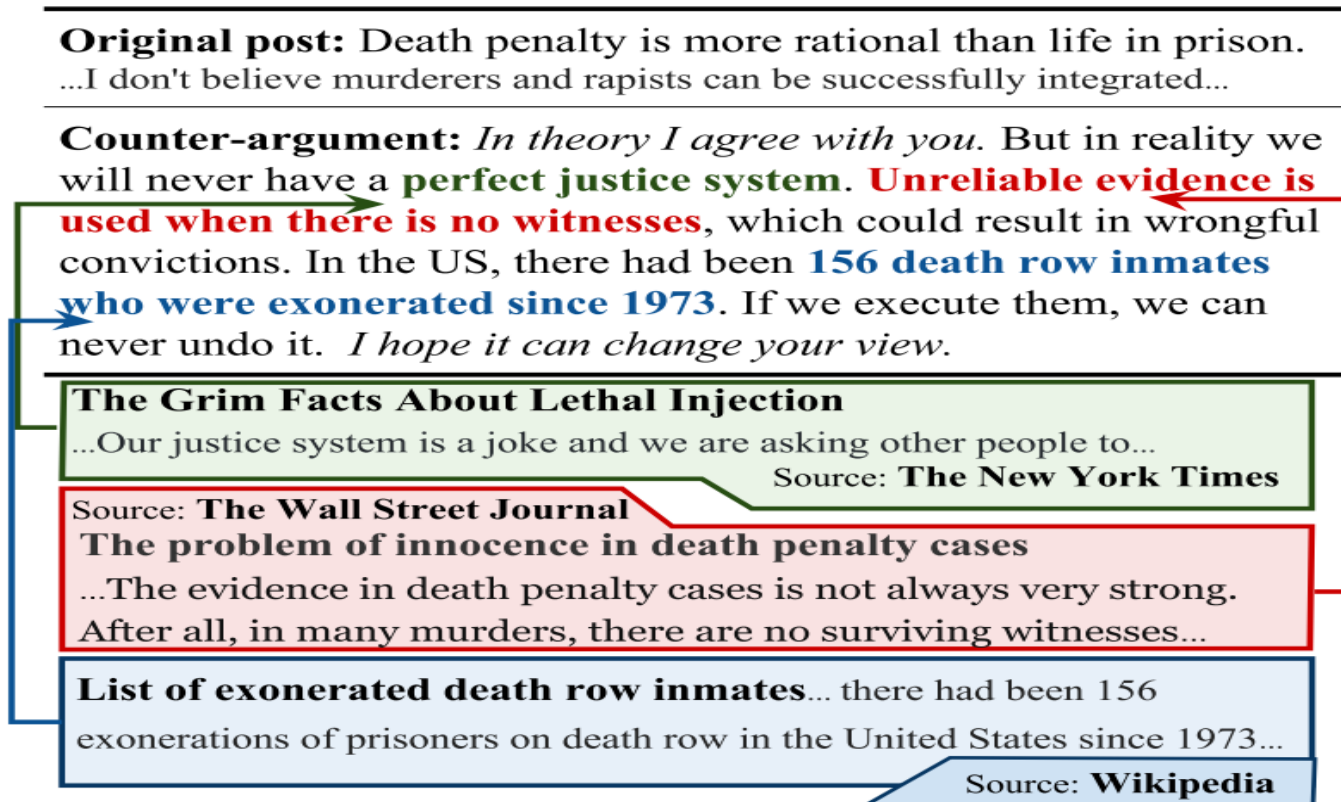 Original post: Death penalty is more rational than life in prison.
...I don't believe murderers and rapists can be successfully integrated...
Counter-argument: In theory I agree with you. But in reality we
will never have a perfect justice system. Unreliable evidence is
used when there is no witnesses, which could result in wrongful
convictions. In the US, there had been 156 death row inmates
who were exonerated since 1973. If we execute them, we can
never undo it. I hope it can change your view.
The Grim Facts About Lethal Injection
...Our justice system is a joke and we are asking other people to...
Source: The New York Times
Source: The Wall Street Journal
The problem of innocence in death penalty cases
...The evidence in death penalty cases is not always very strong.
After all, in many murders, there are no surviving witnesses...
List of exonerated death row inmates... there had been 156
exonerations of prisoners on death row in the United States since 1973...
Source: Wikipedia